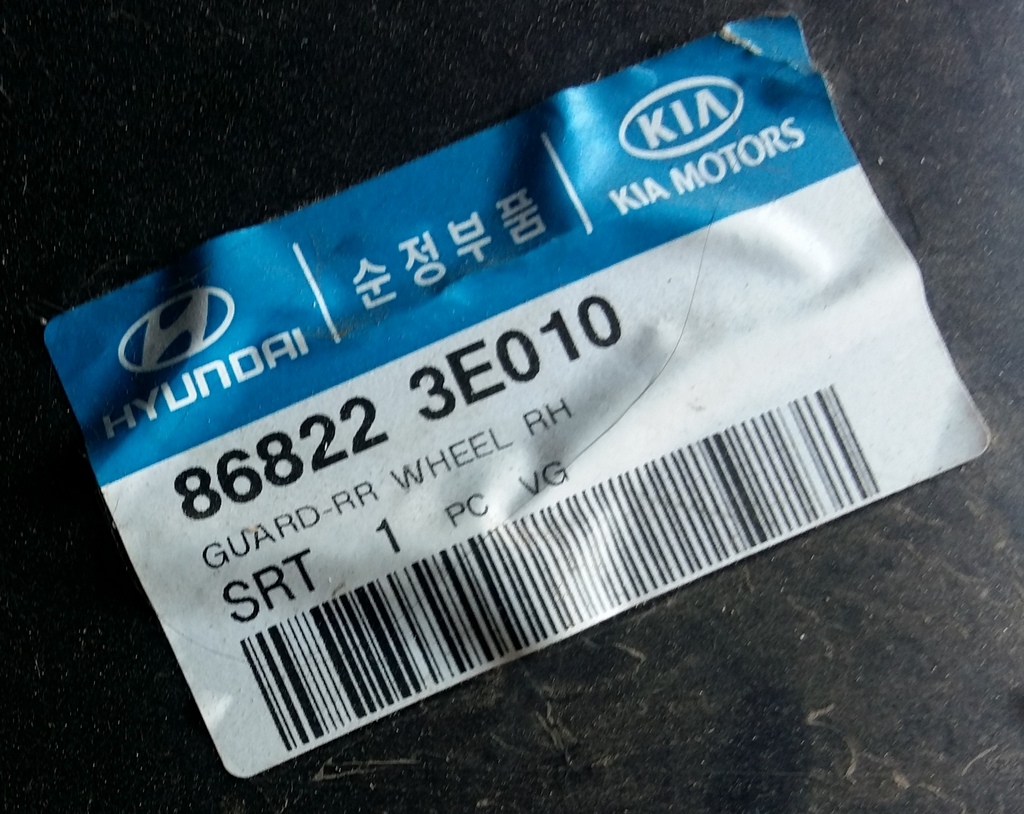 HYUNDAI
순정부품
KIA
KIA MOTORS
86822 3E010
GUARD-RR WHEEL RH
SRT 1 PC VG